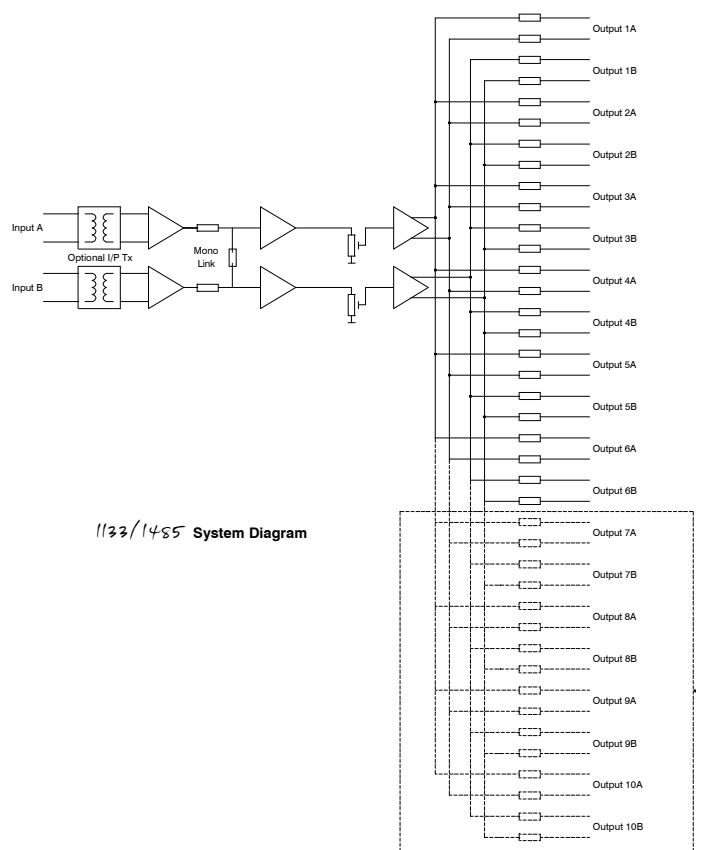 Output 1A
Output 1B
Output 2A
Output 2B
Output 3A
Input A
Output 3B
Mono
Link
Optional I/P Tx
Output 4A
Input B
Output 4B
Output 5A
Output 5B
Output 6A
Output 6B
1133/1485 System Diagram
Output 7A
Output 7B
Output 8A
Output 8B
Output 9A
Output 9B
Output 10A
Output 10B